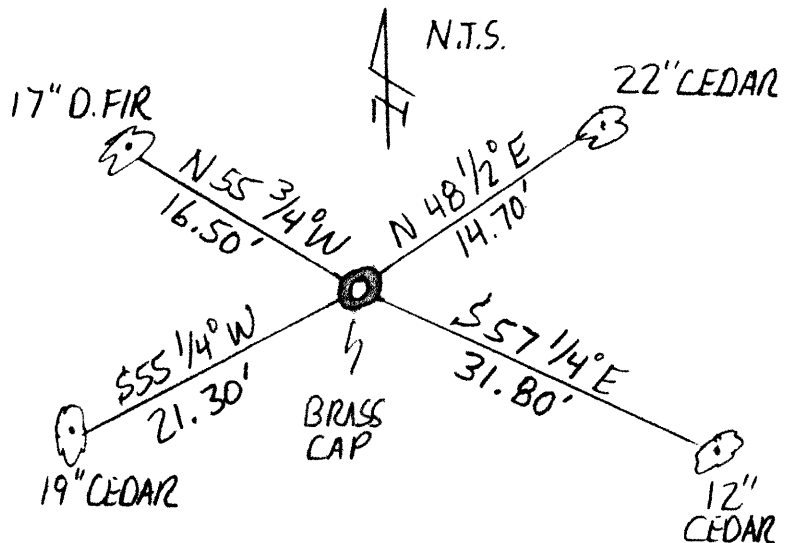 N.T.S.
22" CEDAR
17" D.FIR
N 55 3/4° W
16.50'
N 48 1/2° E
14.70'
S55 1/4° W
21.30'
S 57 1/4° E
31.80'
BRASS
CAP
19" CEDAR
12"
CEDAR